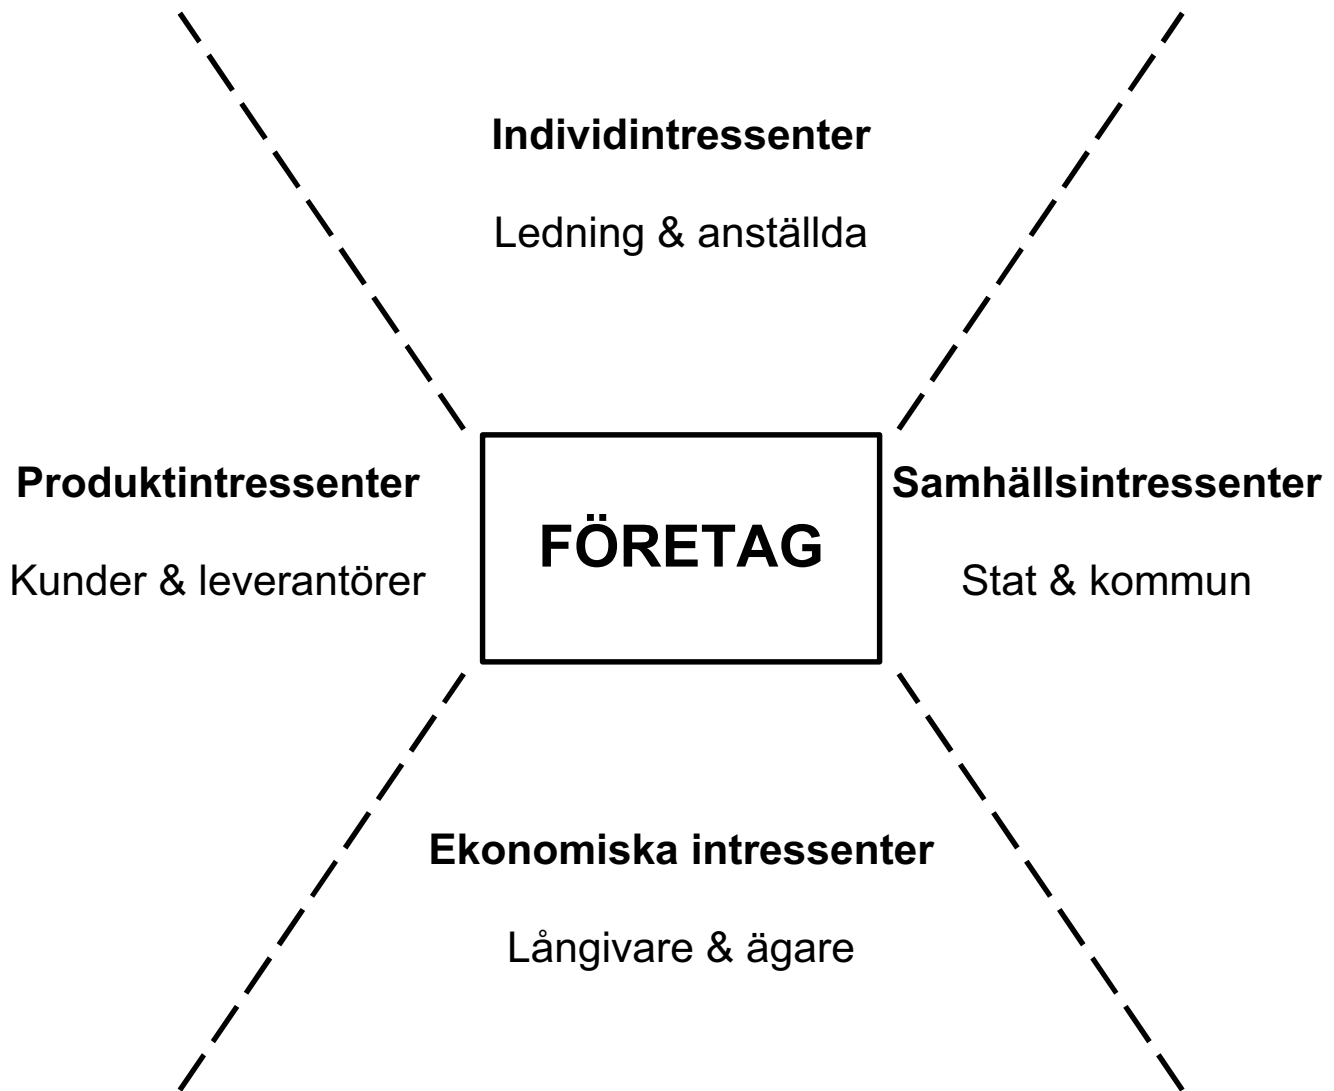 Individintressenter
Ledning & anställda
Produktintressenter
Kunder & leverantörer
FÖRETAG
Samhällsintressenter
Stat & kommun
Ekonomiska intressenter
Långivare & ägare